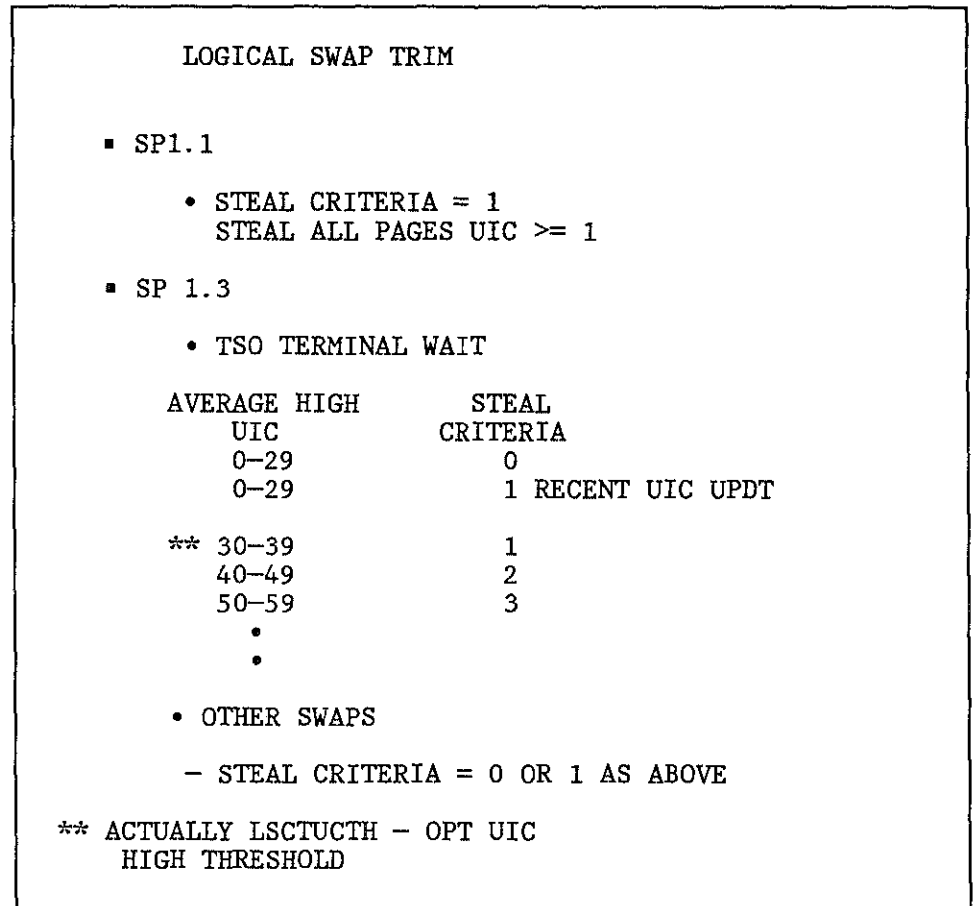 LOGICAL SWAP TRIM
▪ SP1.1
• STEAL CRITERIA = 1
STEAL ALL PAGES UIC >= 1
▪ SP 1.3
• TSO TERMINAL WAIT
AVERAGE HIGH STEAL
UIC CRITERIA
0–29 0
0–29 1 RECENT UIC UPDT
** 30–39 1
40–49 2
50–59 3
•
•
• OTHER SWAPS
– STEAL CRITERIA = 0 OR 1 AS ABOVE
** ACTUALLY LSCTUCTH – OPT UIC
HIGH THRESHOLD